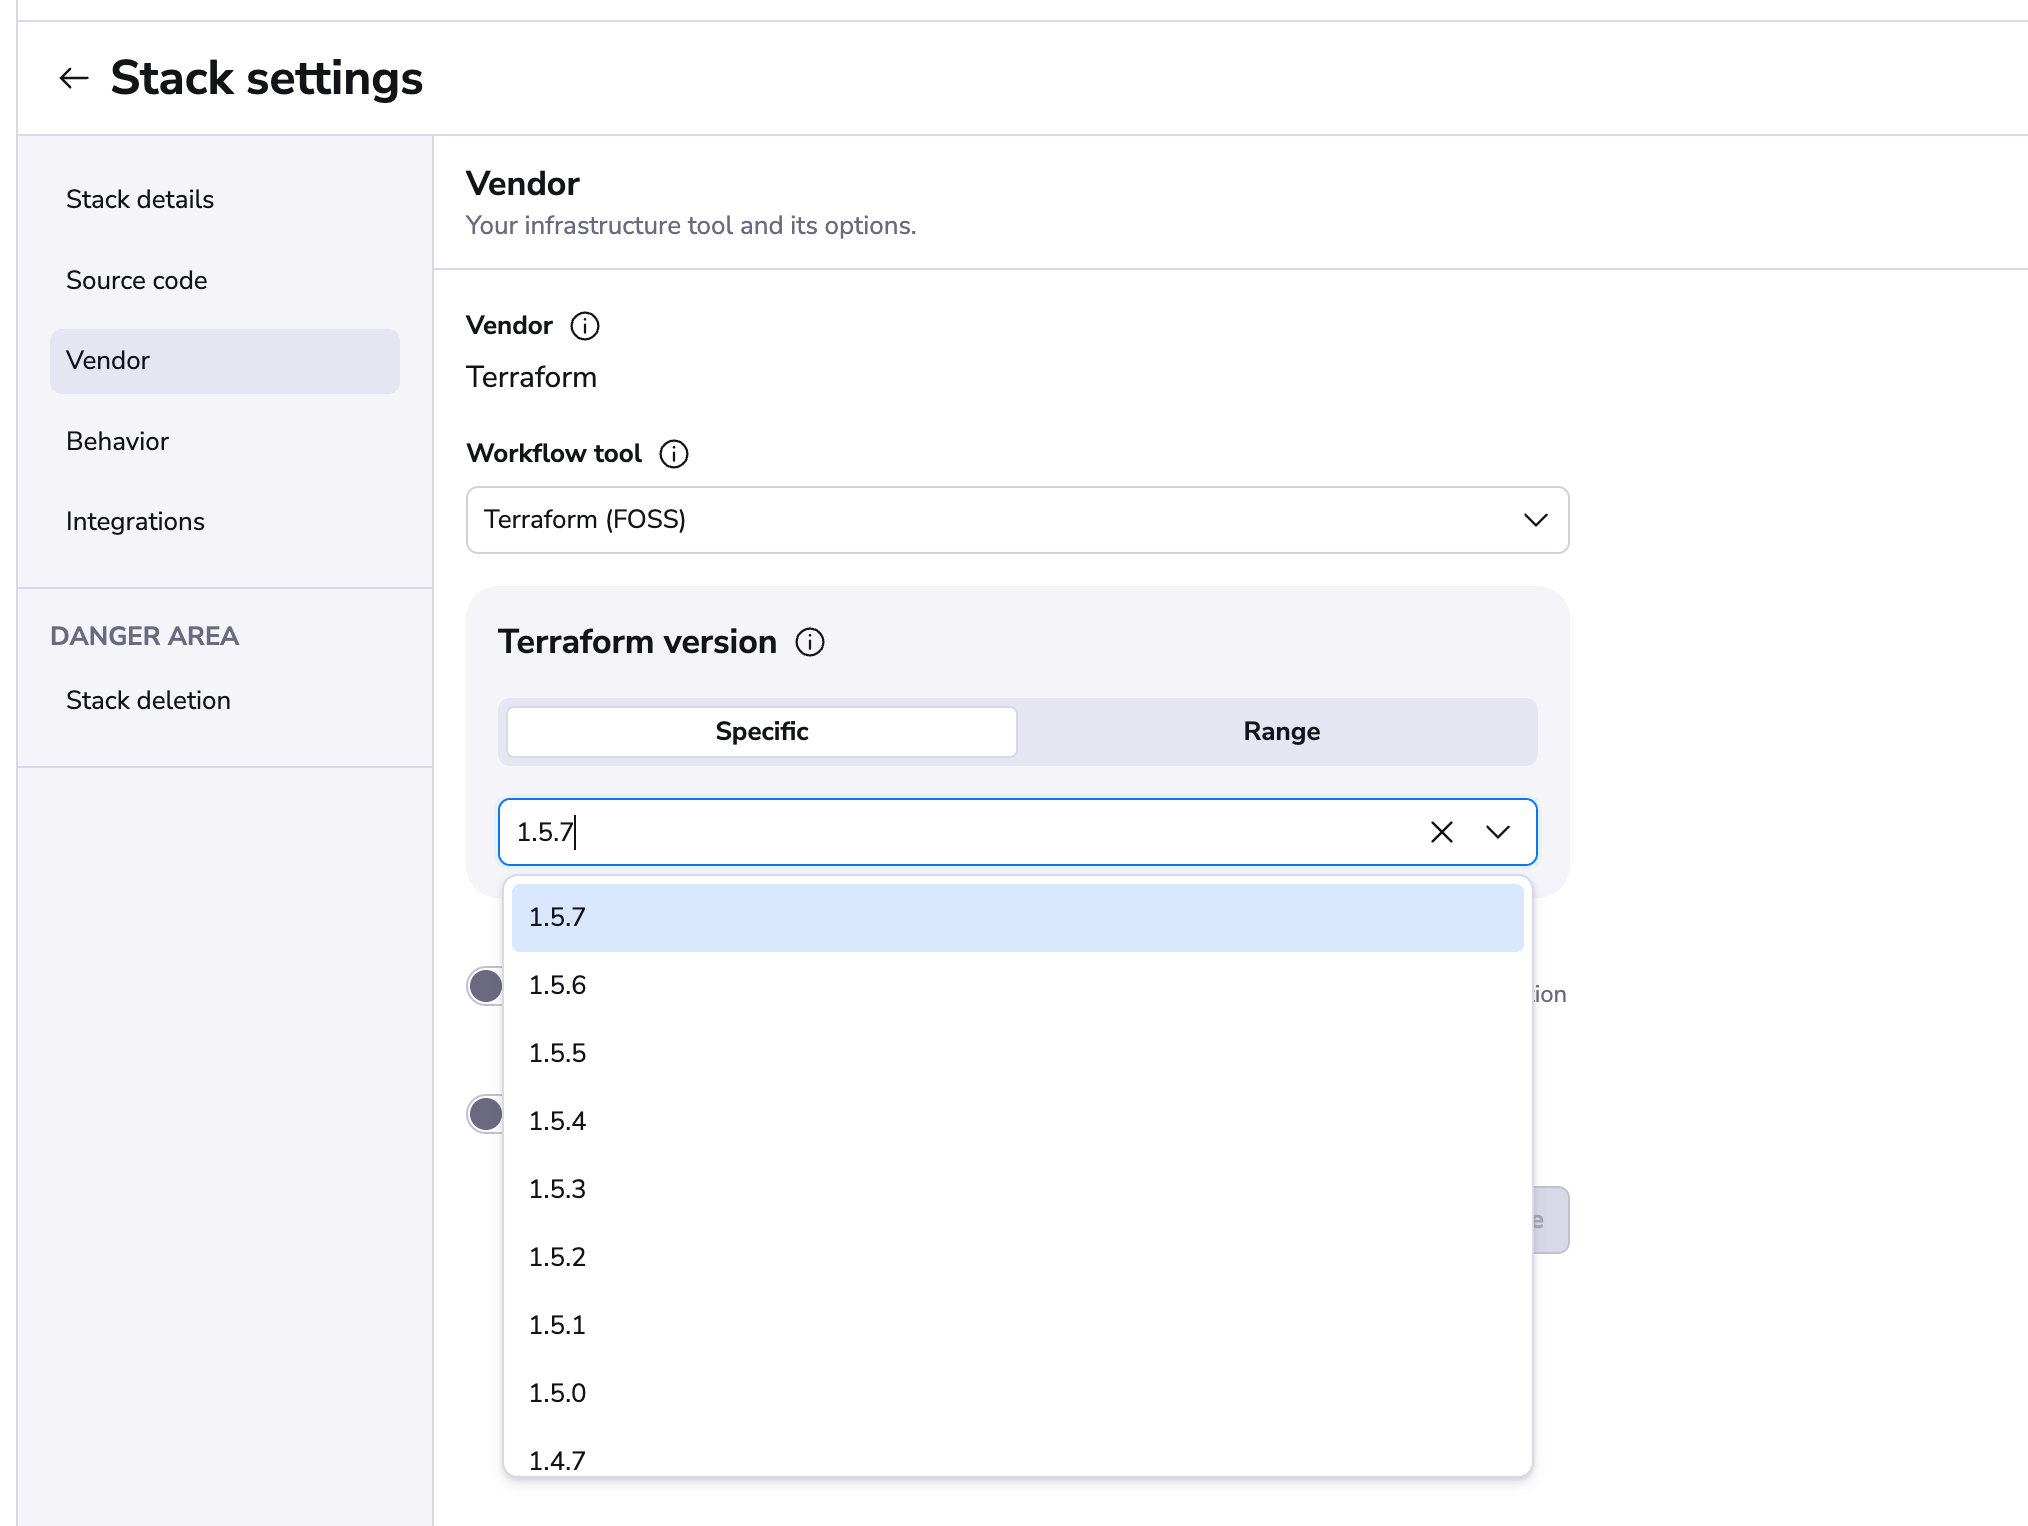 Stack settings
Stack details
Source code
Vendor
Behavior
Integrations
DANGER AREA
Stack deletion
Vendor
Your infrastructure tool and its options.
Vendor
Terraform
Workflow tool
Terraform (FOSS)
Terraform version
Specific
Range
1.5.7
1.5.7
1.5.6
1.5.5
1.5.4
1.5.3
1.5.2
1.5.1
1.5.0
1.4.7